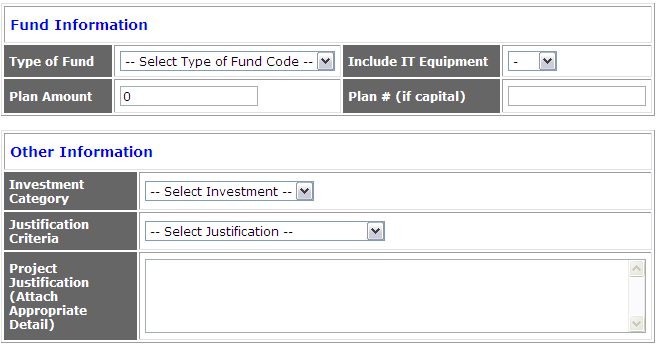 Fund Information
Type of Fund -- Select Type of Fund Code -- Include IT Equipment -
Plan Amount 0 Plan # (if capital)
Other Information
Investment
Category
-- Select Investment --
Justification
Criteria
-- Select Justification --
Project
Justification
(Attach
Appropriate
Detail)